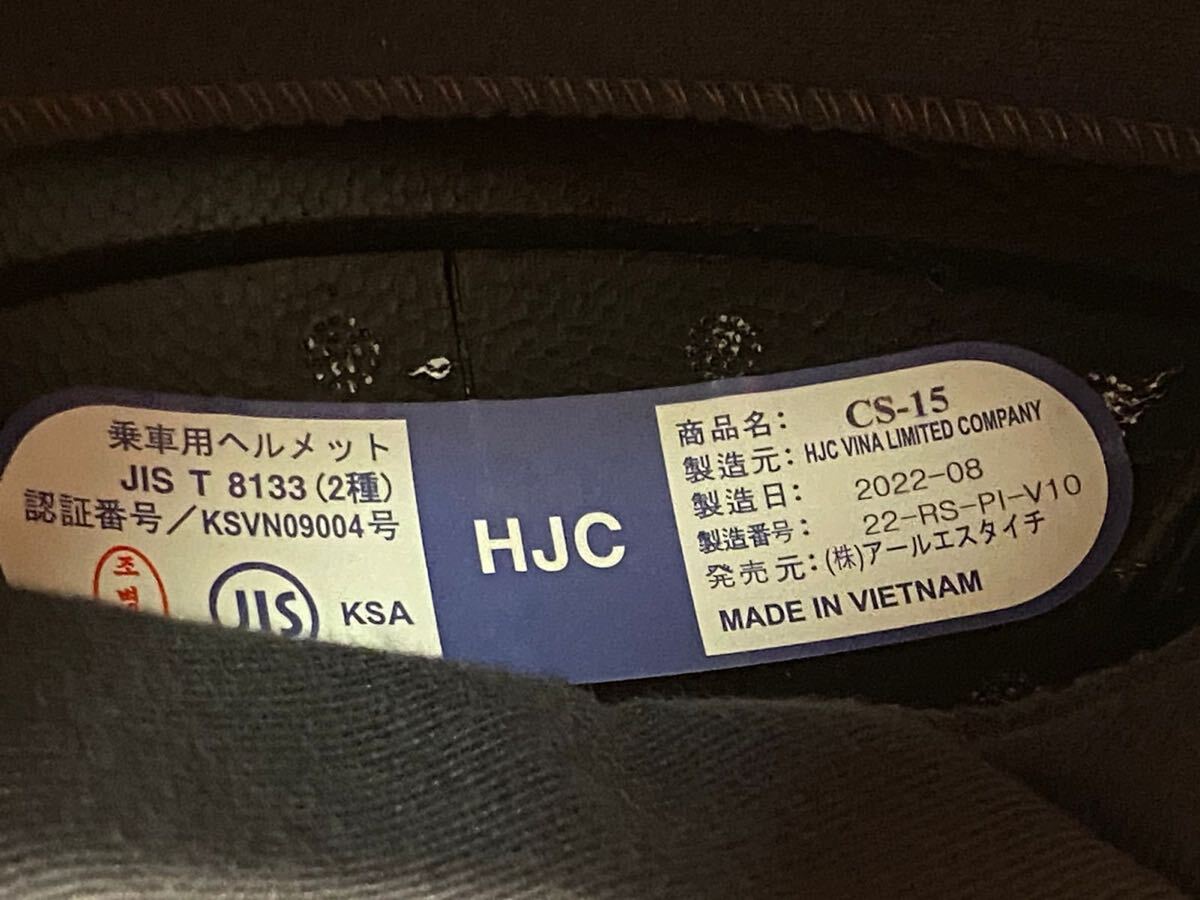 乗車用ヘルメット
JIS T 8133(2種)
認証番号/KSVN09004号
조
JIS
KSA
HJC
商品名: CS-15
製造元: HJC VINA LIMITED COMPANY
製造日: 2022-08
製造番号: 22-RS-PI-V10
発売元: (株)アールエスタイチ
MADE IN VIETNAM